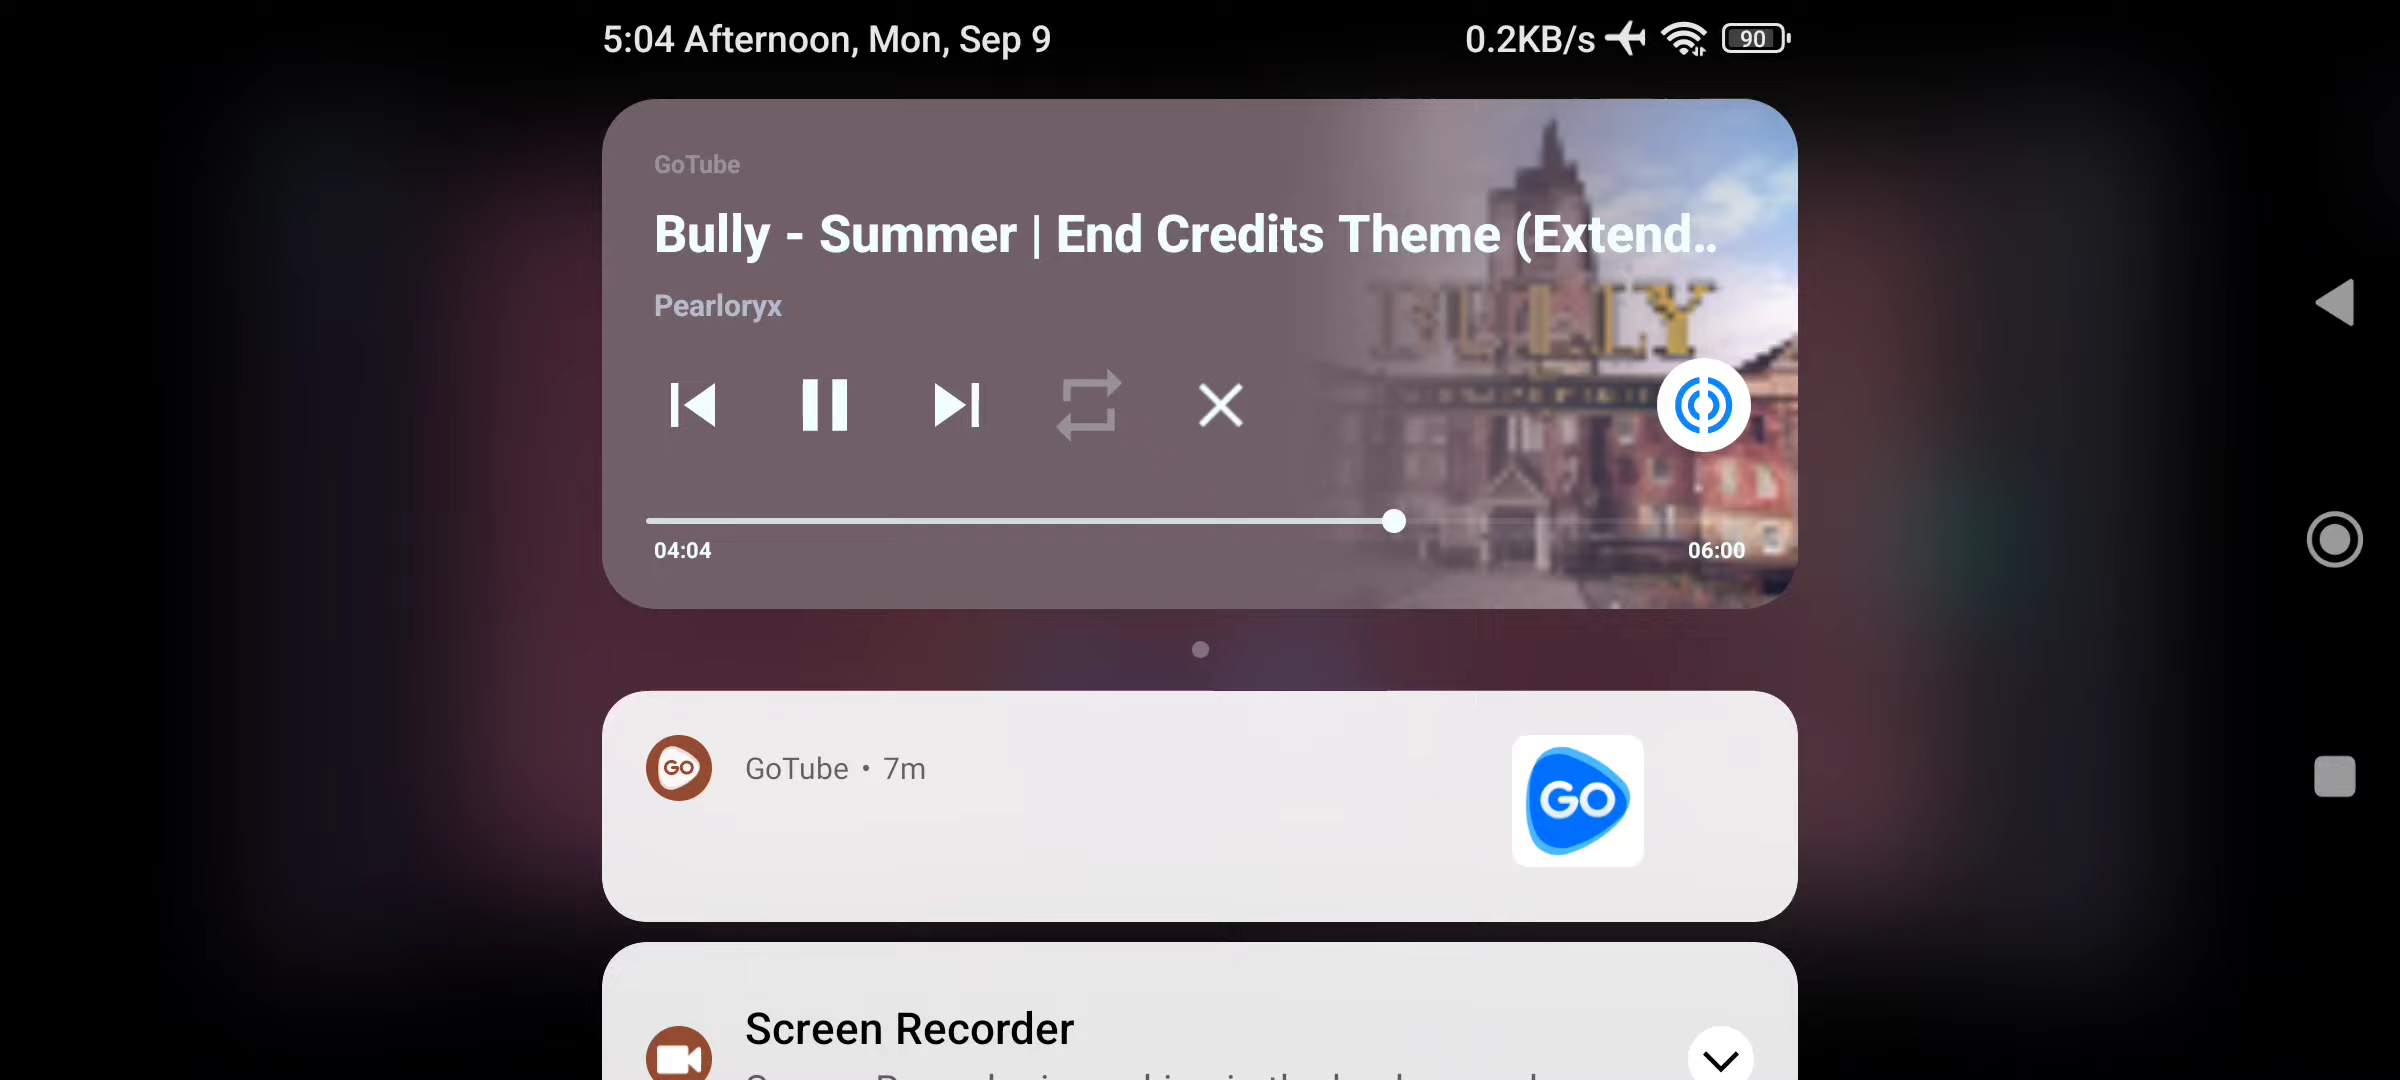 5:04 Afternoon, Mon, Sep 9
0.2KB/s
90
GoTube
Bully - Summer | End Credits Theme (Extend..
Pearloryx
BULLY
04:04
06:00
GO
GoTube • 7m
GO
Screen Recorder